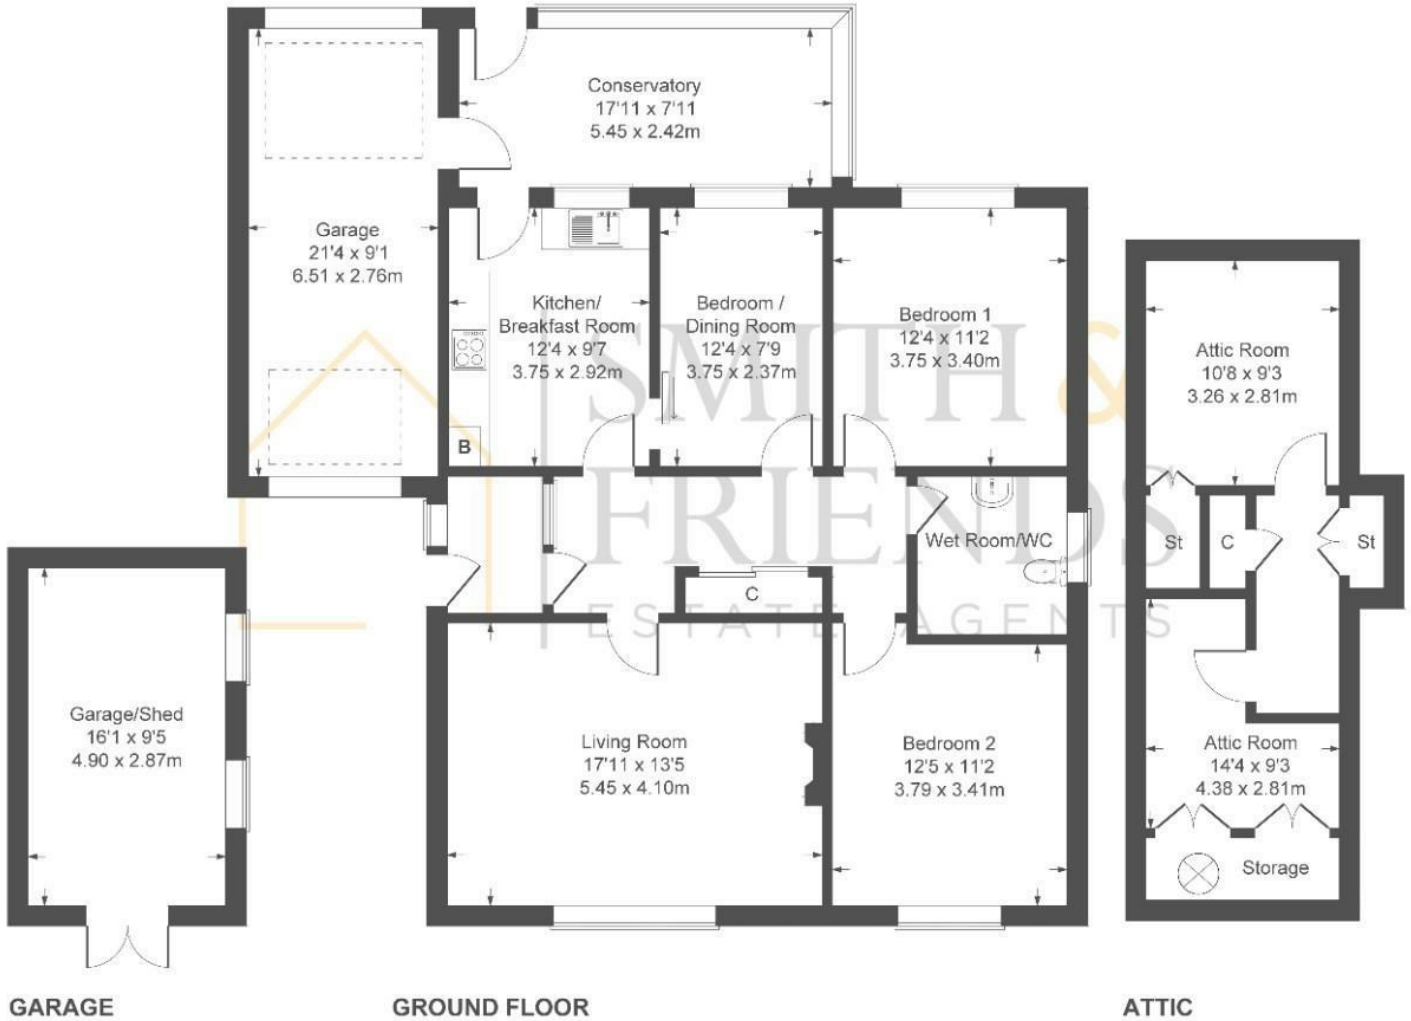 Conservatory
17'11 x 7'11
5.45 x 2.42m
Garage
21'4 x 9'1
6.51 x 2.76m
Kitchen/
Breakfast Room
12'4 x 9'7
3.75 x 2.92m
B
Bedroom /
Dining Room
12'4 x 7'9
3.75 x 2.37m
Bedroom 1
12'4 x 11'2
3.75 x 3.40m
Attic Room
10'8 x 9'3
3.26 x 2.81m
SMITH &
FRIENDS
ESTATE AGENTS
Wet Room/WC
C
St
C
St
Garage/Shed
16'1 x 9'5
4.90 x 2.87m
Living Room
17'11 x 13'5
5.45 x 4.10m
Bedroom 2
12'5 x 11'2
3.79 x 3.41m
Attic Room
14'4 x 9'3
4.38 x 2.81m
Storage
GARAGE
GROUND FLOOR
ATTIC